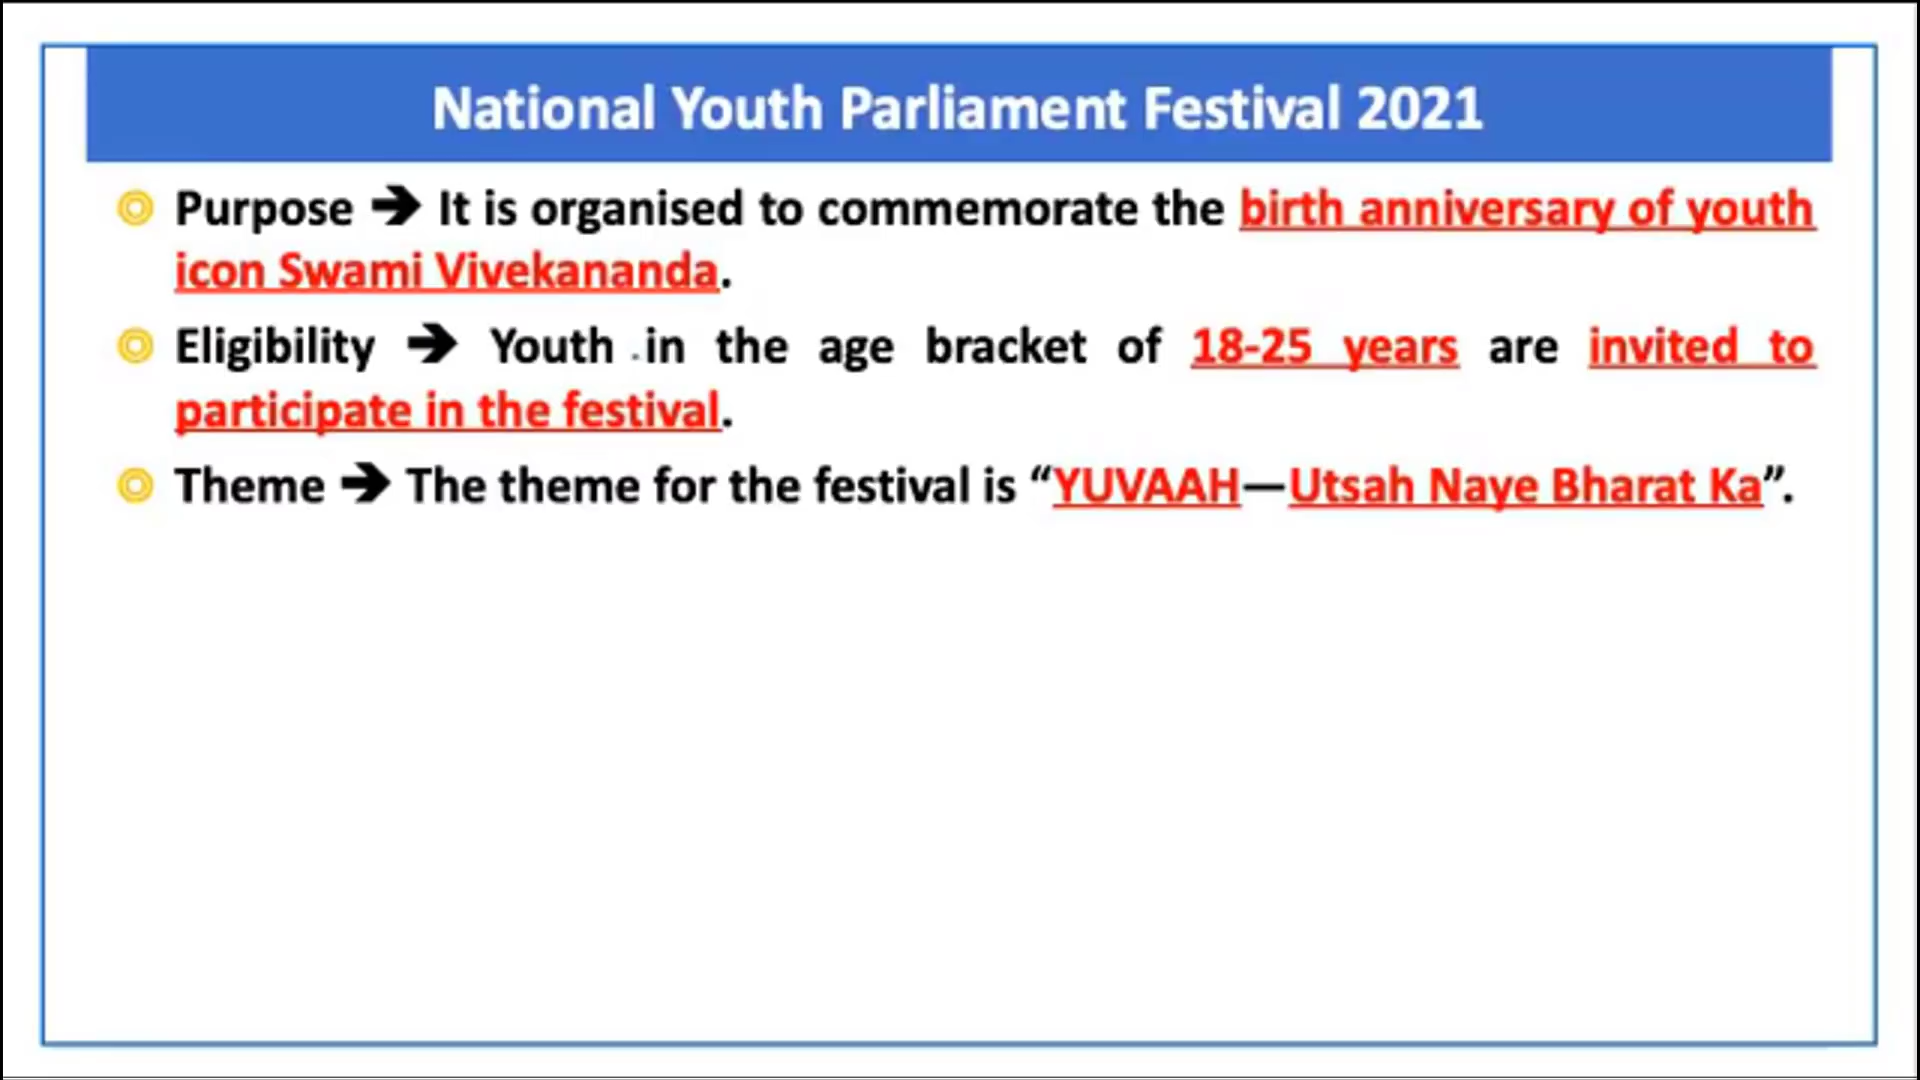 National Youth Parliament Festival 2021
Purpose ➔ It is organised to commemorate the birth anniversary of youth
icon Swami Vivekananda.
Eligibility ➔ Youth in the age bracket of 18-25 years are invited to
participate in the festival.
Theme ➔ The theme for the festival is “YUVAAH—Utsah Naye Bharat Ka”.